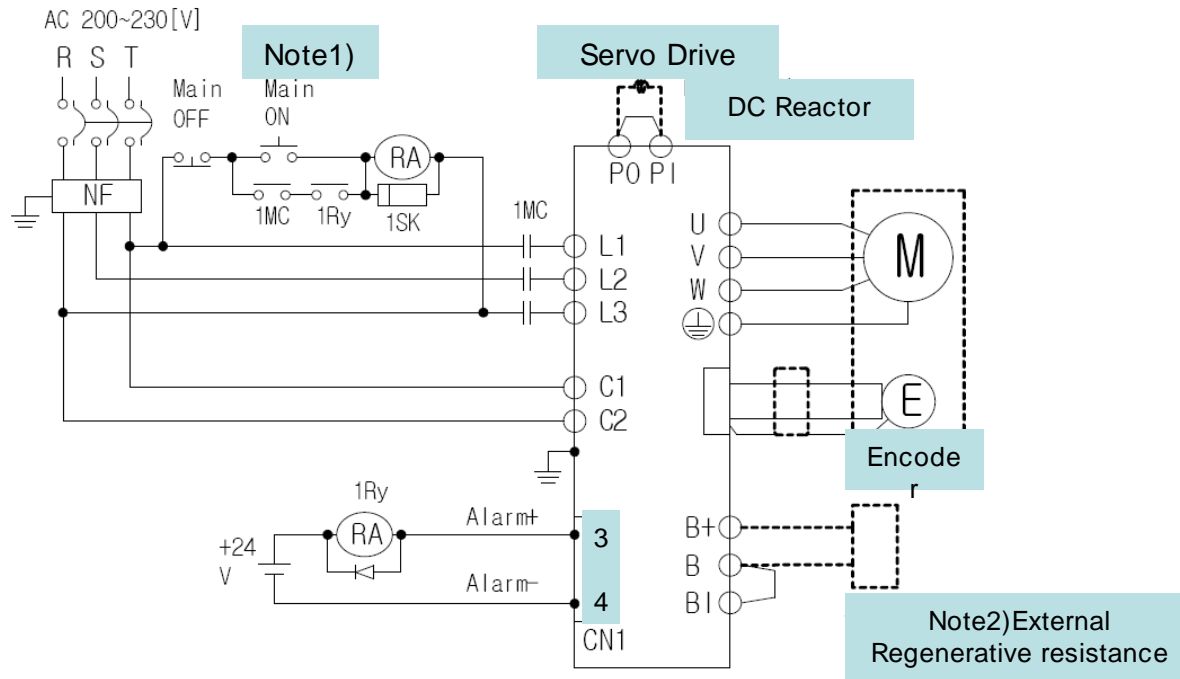 AC 200~230[V]
R S T
Note1)
Servo Drive
DC Reactor
Main
OFF
Main
ON
RA
PO PI
NF
1MC 1Ry 1SK
1MC
L1
L2
L3
U
V
W
M
C1
C2
E
Encode
r
1Ry
RA
+24
V
Alarm+
Alarm-
3
4
CN1
B+
B
BI
Note2)External
Regenerative resistance